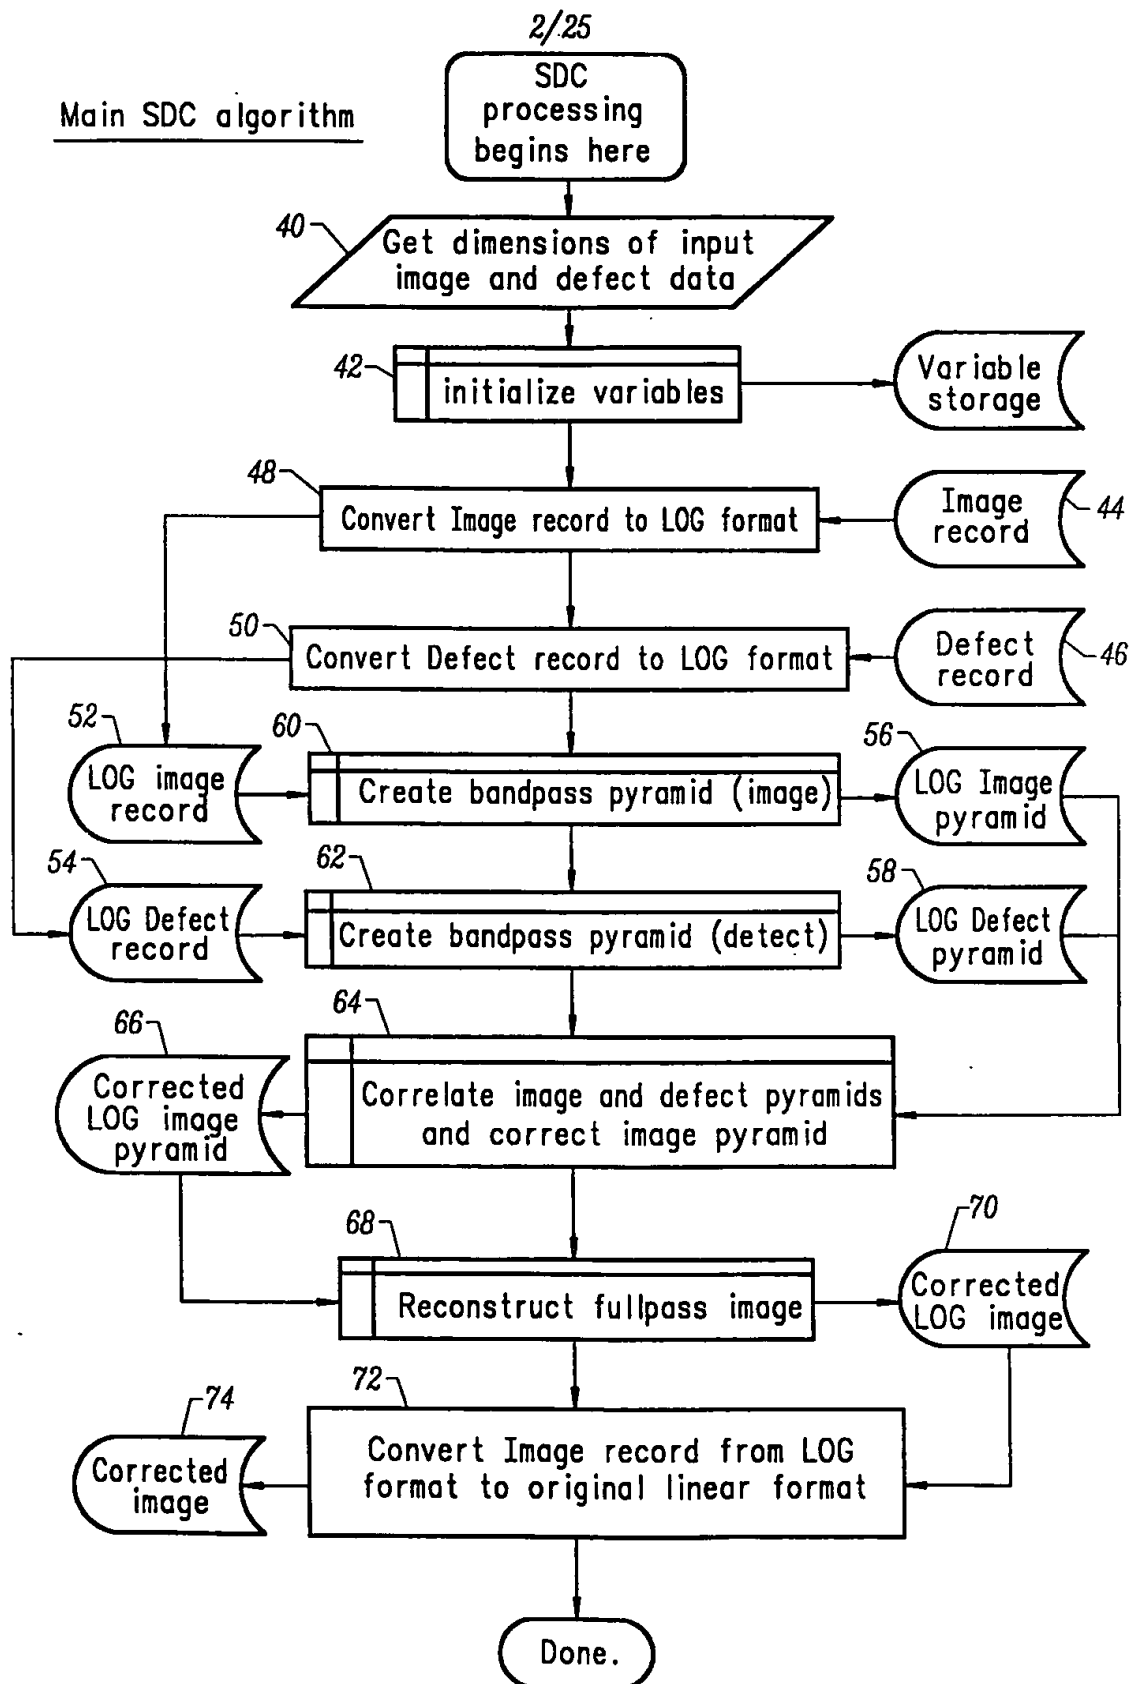 2/25
Main SDC algorithm
SDC
processing
begins here
40
Get dimensions of input
image and defect data
42
initialize variables
Variable
storage
48
Convert Image record to LOG format
Image
record
44
50
Convert Defect record to LOG format
Defect
record
46
52
LOG image
record
60
Create bandpass pyramid (image)
56
LOG Image
pyramid
54
LOG Defect
record
62
Create bandpass pyramid (detect)
58
LOG Defect
pyramid
64
Correlate image and defect pyramids
and correct image pyramid
66
Corrected
LOG image
pyramid
68
Reconstruct fullpass image
70
Corrected
LOG image
72
Convert Image record from LOG
format to original linear format
74
Corrected
image
Done.